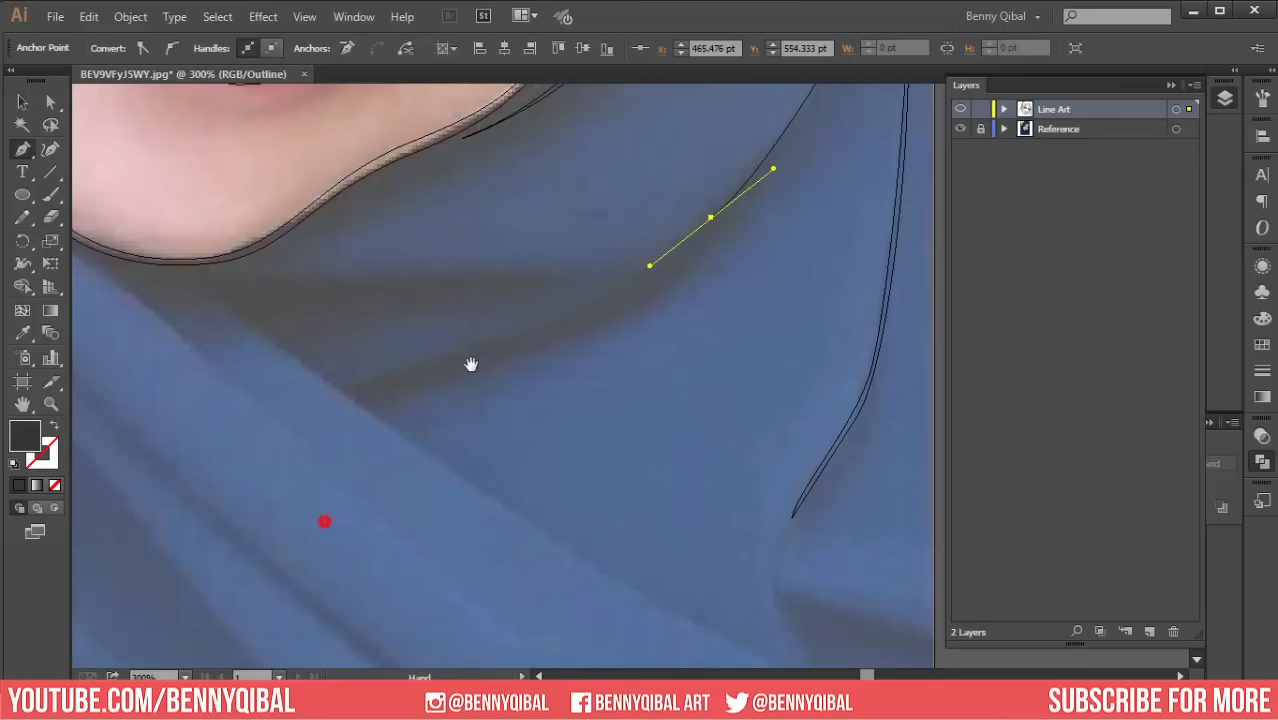 Ai File Edit Object Type Select Effect View Window Help Br St Benny Qibal
Anchor Point Convert: Handles: Anchors: X: 465.476 pt Y: 554.333 pt W: 0 pt H: 0 pt
BEV9VFyJ5WY.jpg* @ 300% (RGB/Outline) ×
Layers
Line Art
Reference
2 Layers
300% 1 Hand
YOUTUBE.COM/BENNYQIBAL @BENNYQIBAL BENNYQIBAL ART @BENNYQIBAL SUBSCRIBE FOR MORE